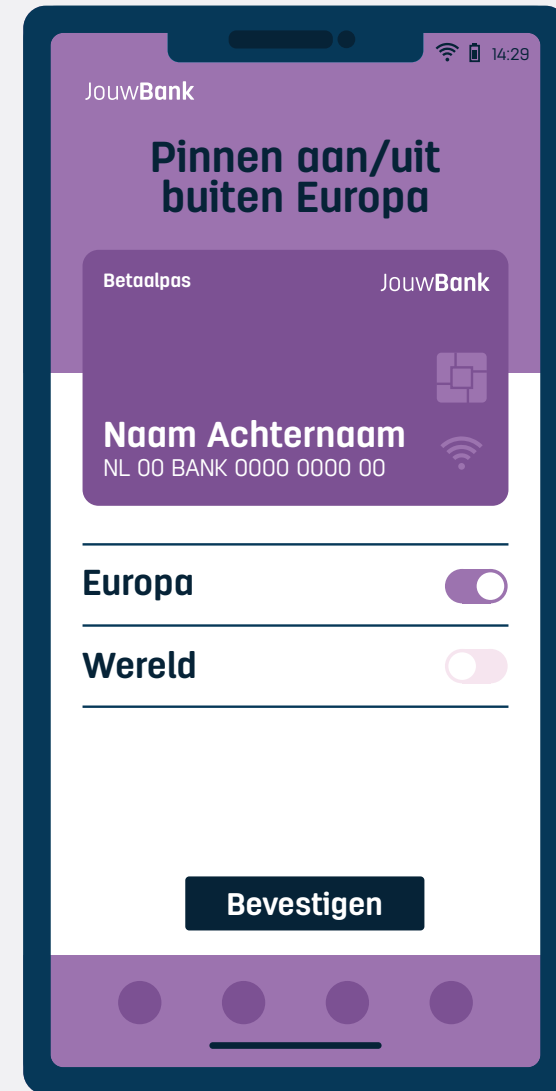 14:29
JouwBank
Pinnen aan/uit
buiten Europa
Betaalpas
JouwBank
Naam Achternaam
NL 00 BANK 0000 0000 00
Europa
Wereld
Bevestigen